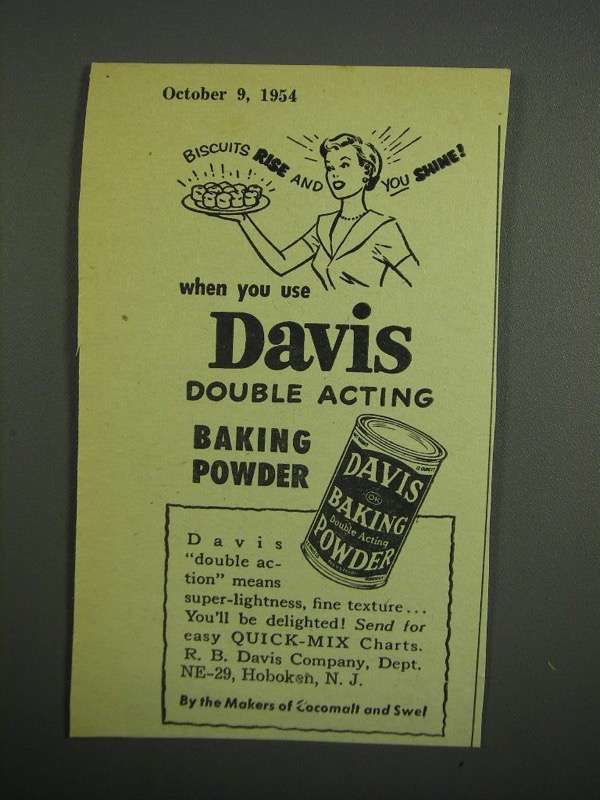 October 9, 1954
BISCUITS RISE AND YOU SHINE!
when you use
Davis
DOUBLE ACTING
BAKING
POWDER
DAVIS
OK
BAKING
Double Acting
POWDER
Davis
"double ac-
tion" means
super-lightness, fine texture...
You'll be delighted! Send for
easy QUICK-MIX Charts.
R. B. Davis Company, Dept.
NE-29, Hoboken, N. J.
By the Makers of Cocomalt and Swel